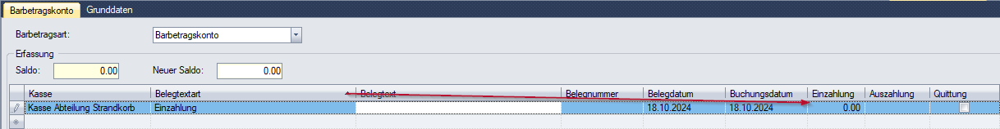 Barbetragskonto Grunddaten
Barbetragsart: Barbetragskonto
Erfassung
Saldo: 0.00 Neuer Saldo: 0.00
Kasse Belegtextart Belegtext Belegnummer Belegdatum Buchungsdatum Einzahlung Auszahlung Quittung
Kasse Abteilung Strandkorb Einzahlung 18.10.2024 18.10.2024 0.00